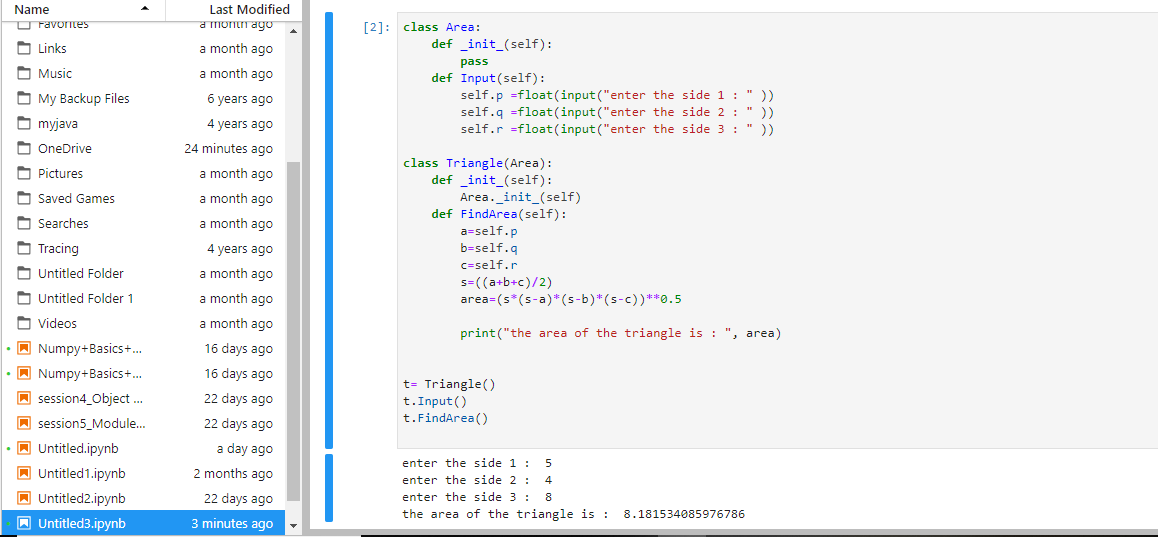 Name Last Modified
Favorites a month ago
Links a month ago
Music a month ago
My Backup Files 6 years ago
myjava 4 years ago
OneDrive 24 minutes ago
Pictures a month ago
Saved Games a month ago
Searches a month ago
Tracing 4 years ago
Untitled Folder a month ago
Untitled Folder 1 a month ago
Videos a month ago
Numpy+Basics+... 16 days ago
Numpy+Basics+... 16 days ago
session4_Object ... 22 days ago
session5_Module... 22 days ago
Untitled.ipynb a day ago
Untitled1.ipynb 2 months ago
Untitled2.ipynb 22 days ago
Untitled3.ipynb 3 minutes ago
[2]: class Area:
    def _init_(self):
        pass
    def Input(self):
        self.p =float(input("enter the side 1 : " ))
        self.q =float(input("enter the side 2 : " ))
        self.r =float(input("enter the side 3 : " ))
class Triangle(Area):
    def _init_(self):
        Area._init_(self)
    def FindArea(self):
        a=self.p
        b=self.q
        c=self.r
        s=((a+b+c)/2)
        area=(s*(s-a)*(s-b)*(s-c))**0.5
        print("the area of the triangle is : ", area)
t= Triangle()
t.Input()
t.FindArea()
enter the side 1 :  5
enter the side 2 :  4
enter the side 3 :  8
the area of the triangle is :  8.181534085976786